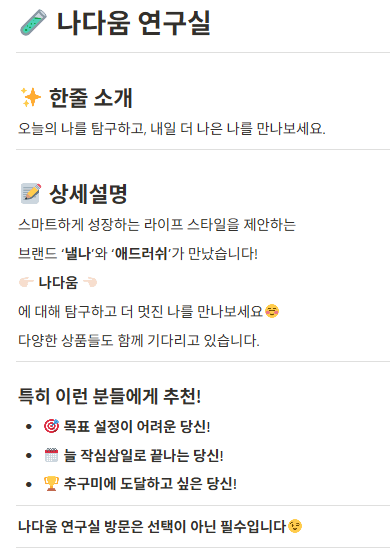 🧪 나다움 연구실
✨ 한줄 소개
오늘의 나를 탐구하고, 내일 더 나은 나를 만나보세요.
📝 상세설명
스마트하게 성장하는 라이프 스타일을 제안하는
브랜드 ‘낼나’와 ‘애드러쉬’가 만났습니다!
👉🏻 나다움 👈🏻
에 대해 탐구하고 더 멋진 나를 만나보세요😊
다양한 상품들도 함께 기다리고 있습니다.
특히 이런 분들에게 추천!
• 🎯 목표 설정이 어려운 당신!
• 📅 늘 작심삼일로 끝나는 당신!
• 🏆 추구미에 도달하고 싶은 당신!
나다움 연구실 방문은 선택이 아닌 필수입니다😉